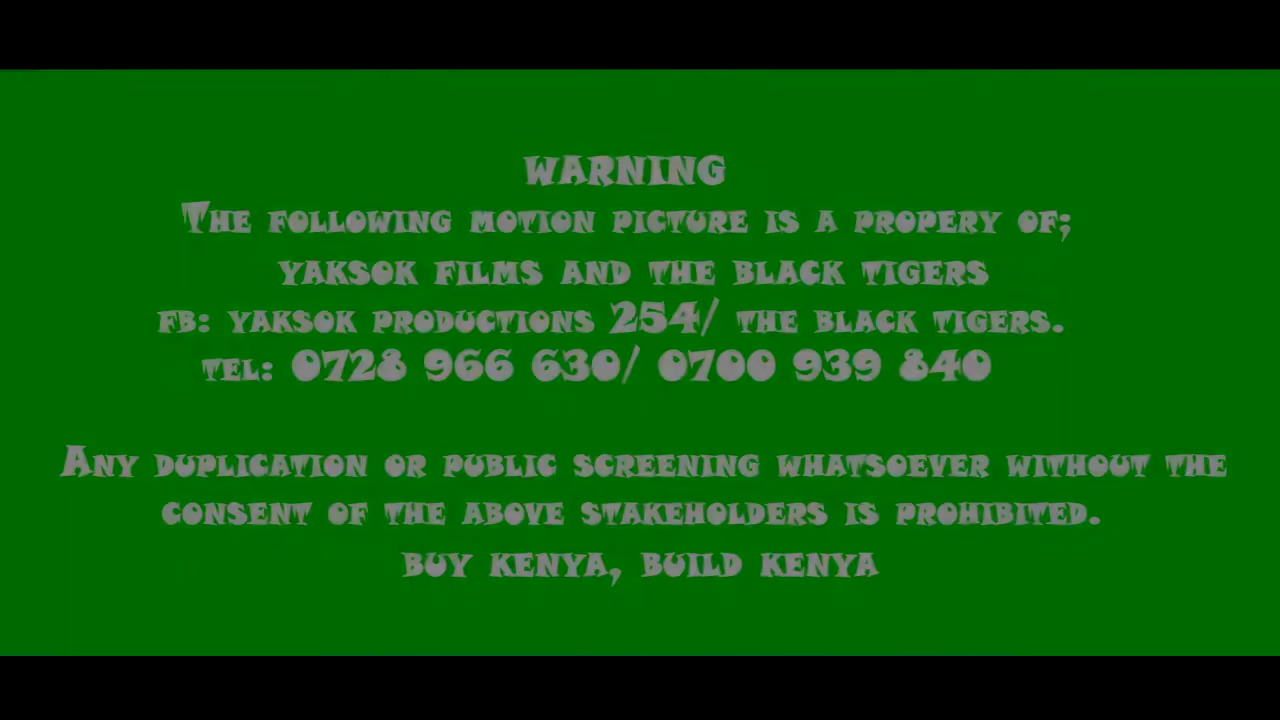 WARNING
The following motion picture is a propery of;
YAKSOK FILMS AND THE BLACK TIGERS
FB: YAKSOK PRODUCTIONS 254/ THE BLACK TIGERS.
TEL: 0728 966 630/ 0700 939 840
Any duplication or public screening whatsoever without the
consent of the above stakeholders is prohibited.
BUY KENYA, BUILD KENYA